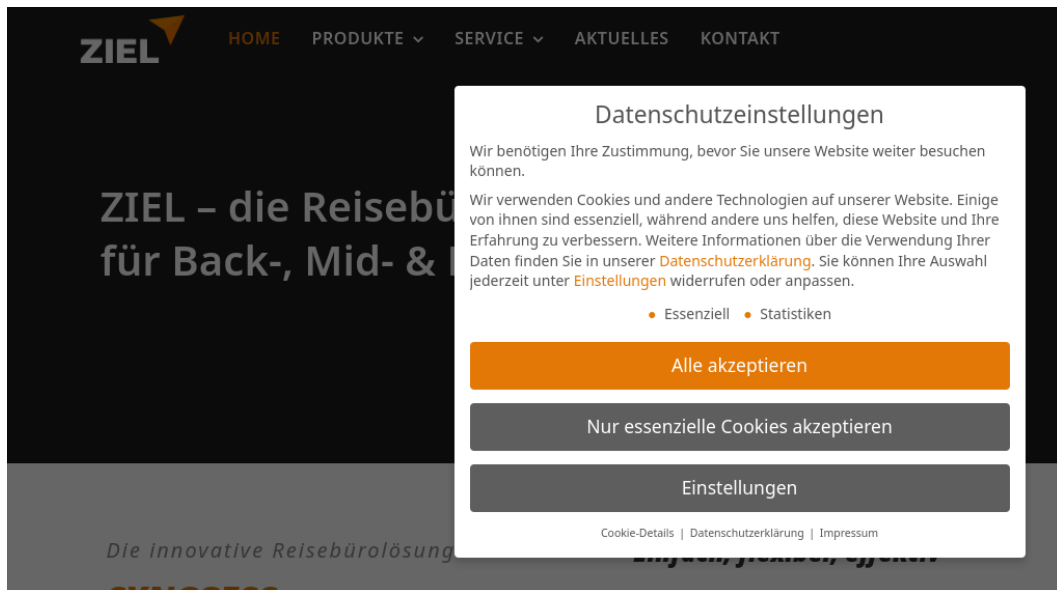 ZIEL
HOME PRODUKTE SERVICE AKTUELLES KONTAKT
ZIEL – die Reisebü
für Back-, Mid- &
Datenschutzeinstellungen
Wir benötigen Ihre Zustimmung, bevor Sie unsere Website weiter besuchen
können.
Wir verwenden Cookies und andere Technologien auf unserer Website. Einige
von ihnen sind essenziell, während andere uns helfen, diese Website und Ihre
Erfahrung zu verbessern. Weitere Informationen über die Verwendung Ihrer
Daten finden Sie in unserer Datenschutzerklärung. Sie können Ihre Auswahl
jederzeit unter Einstellungen widerrufen oder anpassen.
• Essenziell • Statistiken
Alle akzeptieren
Nur essenzielle Cookies akzeptieren
Einstellungen
Cookie-Details | Datenschutzerklärung | Impressum
Die innovative Reisebürolösung
Einfach, flexibel, effektiv